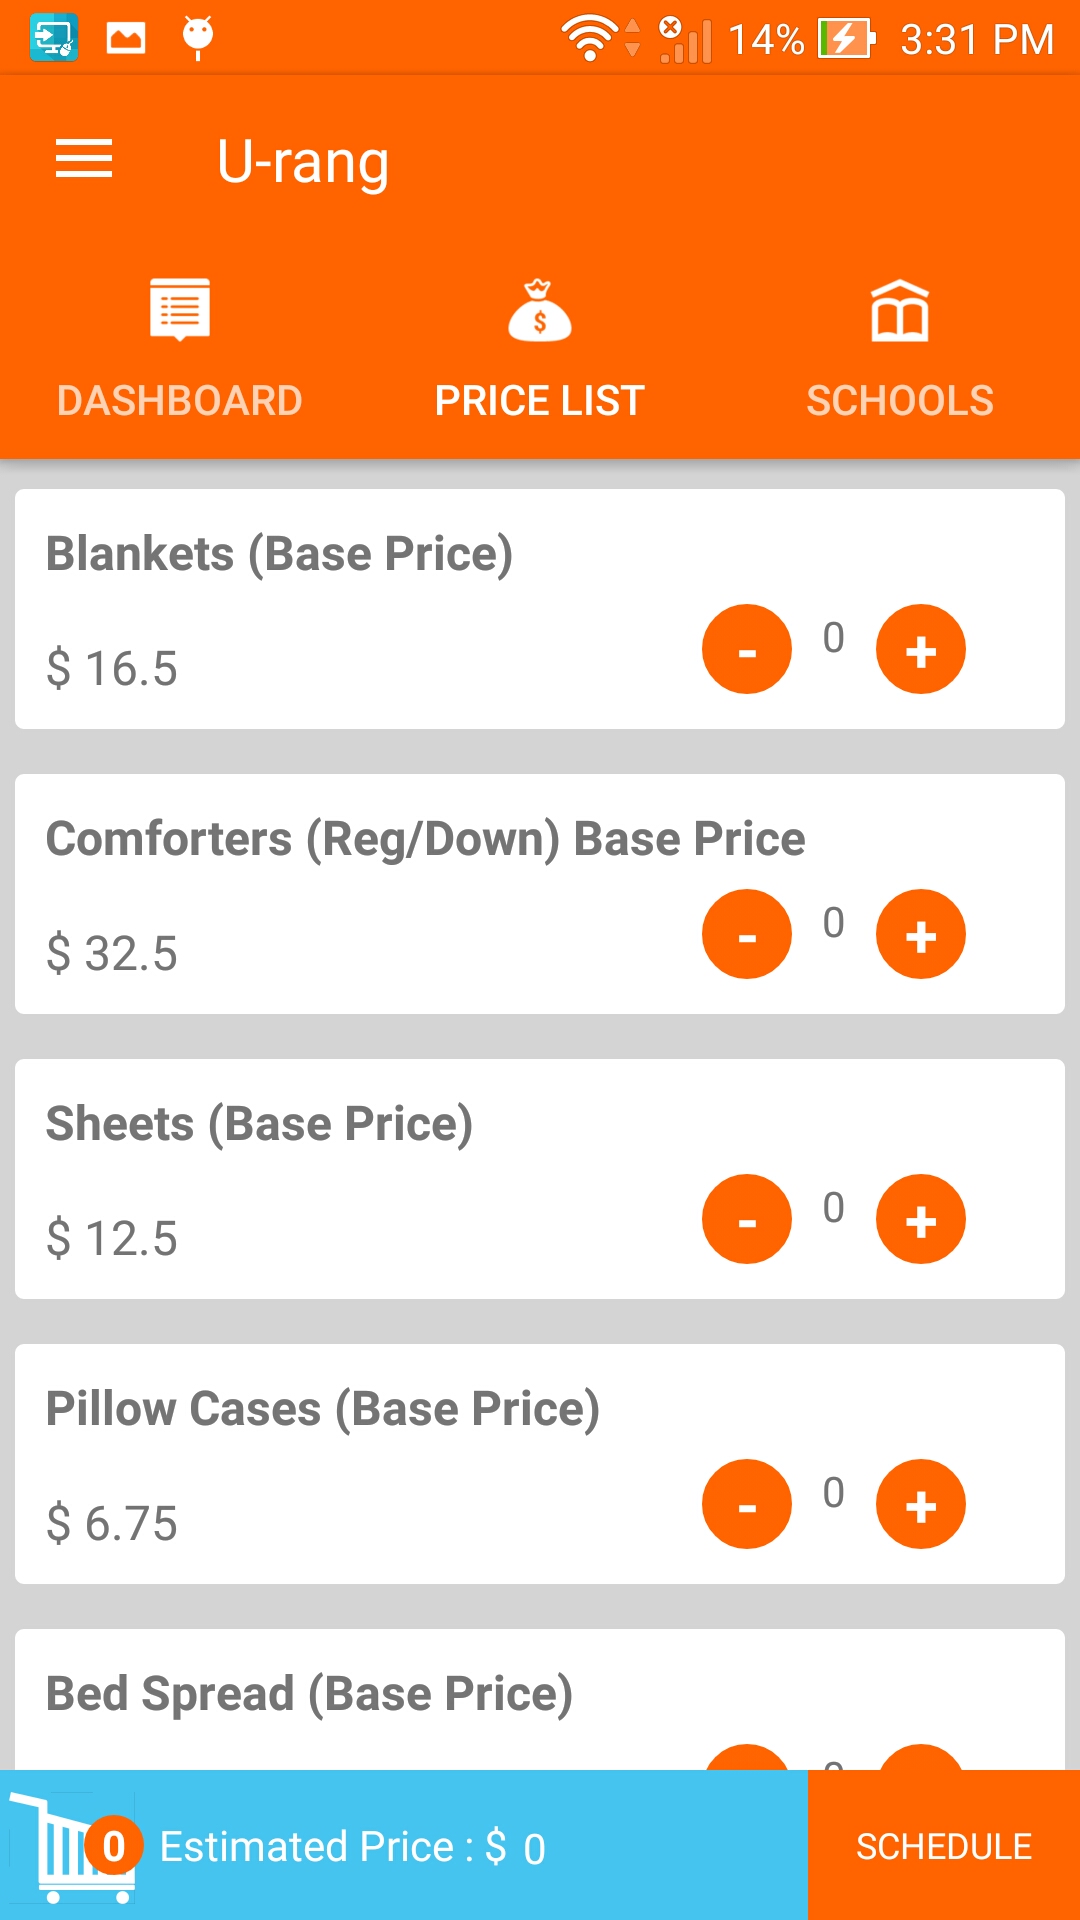 14% 3:31 PM
U-rang
$
DASHBOARD PRICE LIST SCHOOLS
Blankets (Base Price)
$ 16.5 - 0 +
Comforters (Reg/Down) Base Price
$ 32.5 - 0 +
Sheets (Base Price)
$ 12.5 - 0 +
Pillow Cases (Base Price)
$ 6.75 - 0 +
Bed Spread (Base Price)
0 Estimated Price : $ 0 SCHEDULE